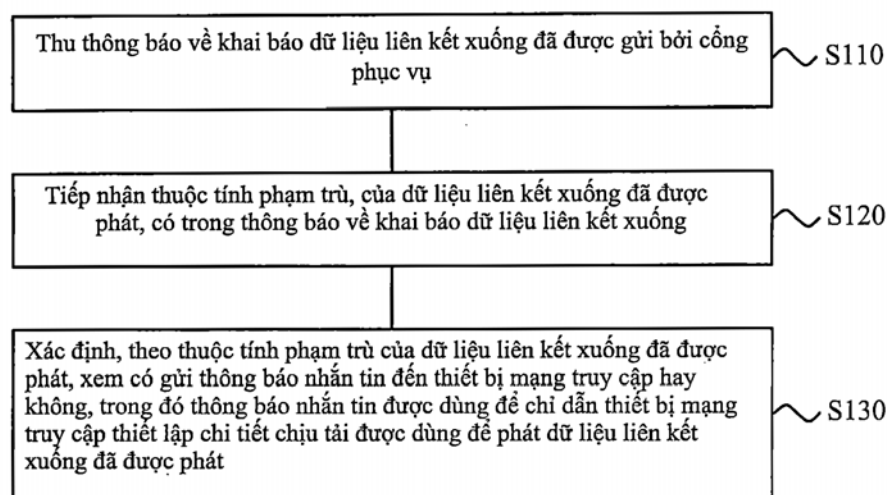 Thu thông báo về khai báo dữ liệu liên kết xuống đã được gửi bởi cổng
phục vụ
S110
Tiếp nhận thuộc tính phạm trù, của dữ liệu liên kết xuống đã được
phát, có trong thông báo về khai báo dữ liệu liên kết xuống
S120
Xác định, theo thuộc tính phạm trù của dữ liệu liên kết xuống đã được
phát, xem có gửi thông báo nhắn tin đến thiết bị mạng truy cập hay
không, trong đó thông báo nhắn tin được dùng để chỉ dẫn thiết bị mạng
truy cập thiết lập chi tiết chịu tải được dùng để phát dữ liệu liên kết
xuống đã được phát
S130